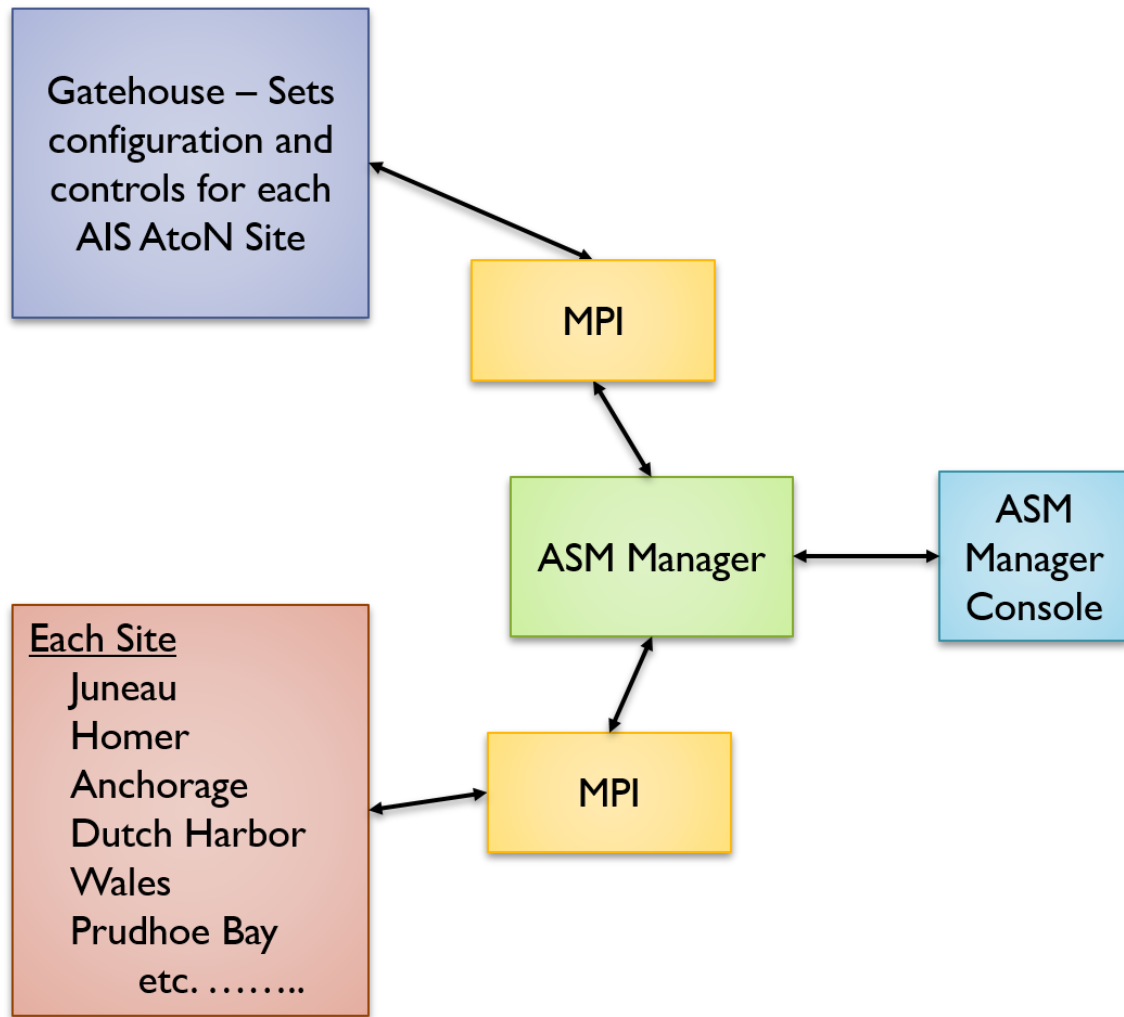 Gatehouse – Sets
configuration and
controls for each
AIS AtoN Site
MPI
ASM Manager
ASM
Manager
Console
Each Site
Juneau
Homer
Anchorage
Dutch Harbor
Wales
Prudhoe Bay
etc. ……..
MPI